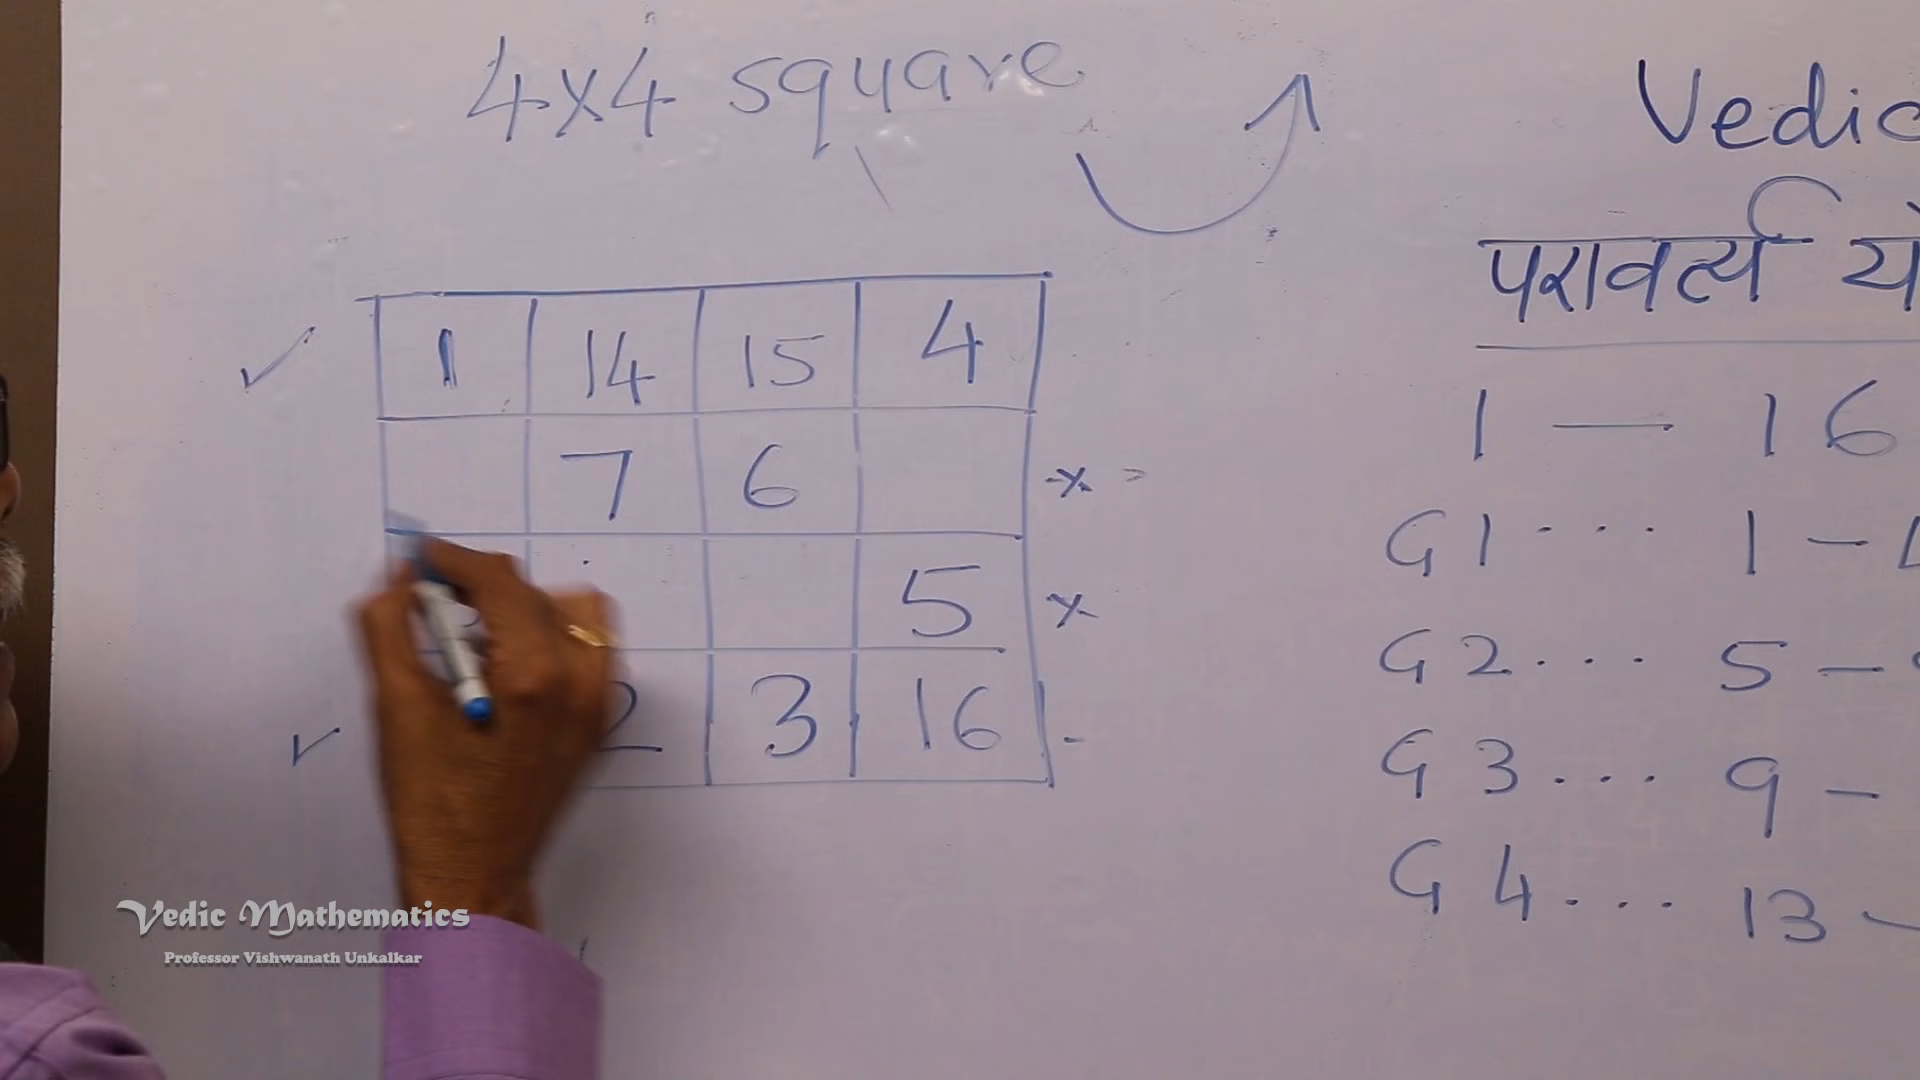 4x4 square
Vedic
परावर्त्य
1 14 15 4
7 6 x
5 x
2 3 16
1 — 16
G1 ... 1 –
G2 ... 5 –
G3 ... 9 –
G4 ... 13 –
Vedic Mathematics
Professor Vishwanath Unkalkar